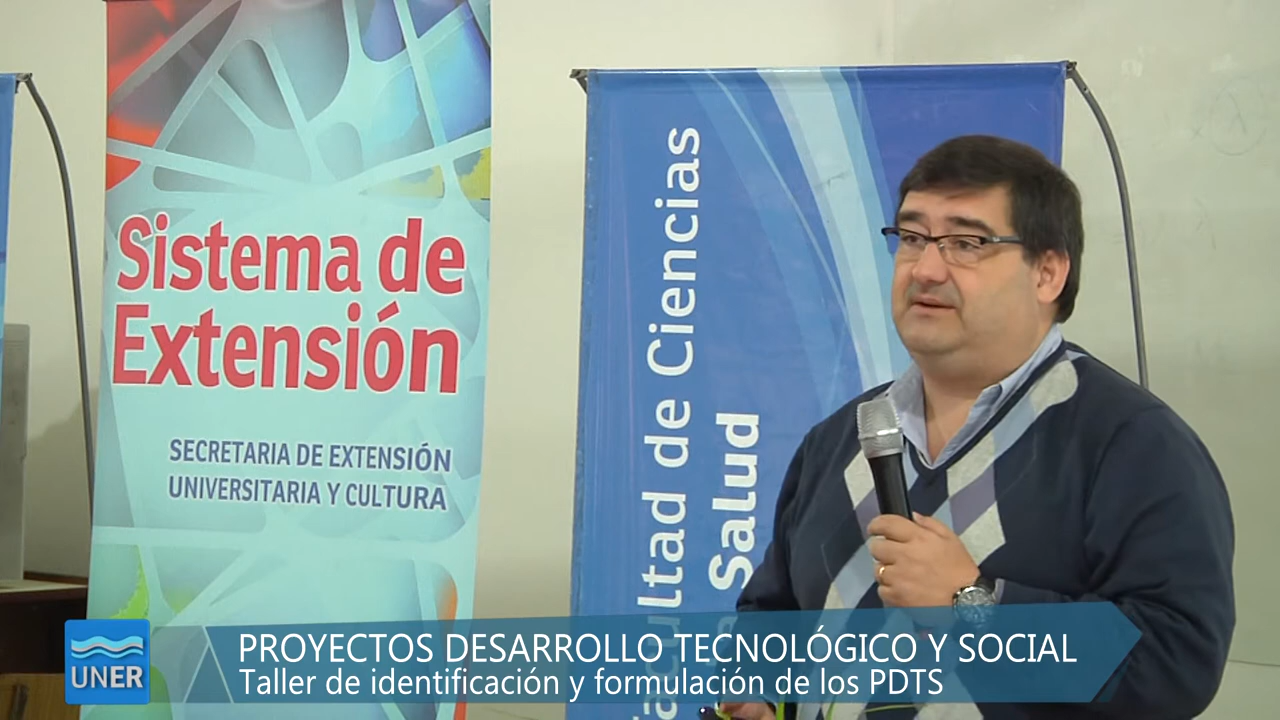 Sistema de
Extensión
SECRETARIA DE EXTENSIÓN
UNIVERSITARIA Y CULTURA
de Ciencias
Salud
UNER
PROYECTOS DESARROLLO TECNOLÓGICO Y SOCIAL
Taller de identificación y formulación de los PDTS